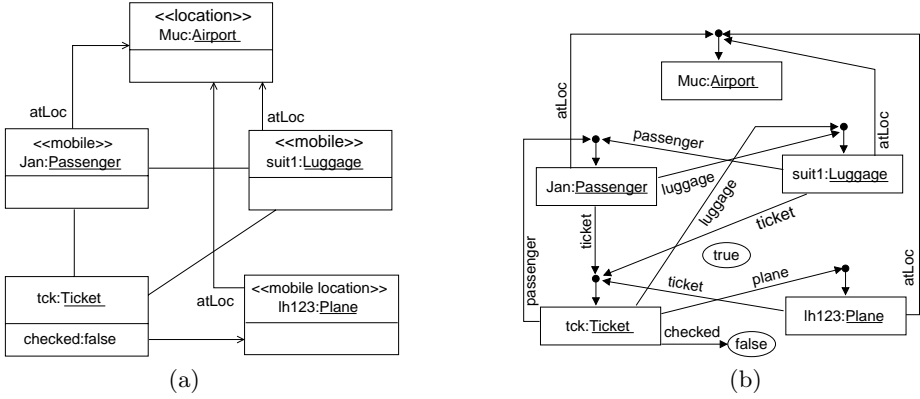 <<location>>
Muc:Airport
atLoc
atLoc
<<mobile>>
Jan:Passenger
<<mobile>>
suit1:Luggage
tck:Ticket
checked:false
atLoc
<<mobile location>>
lh123:Plane
(a)
Muc:Airport
atLoc
atLoc
passenger
Jan:Passenger
luggage
suit1:Luggage
luggage
ticket
ticket
true
passenger
ticket
plane
atLoc
tck:Ticket
lh123:Plane
checked
false
(b)